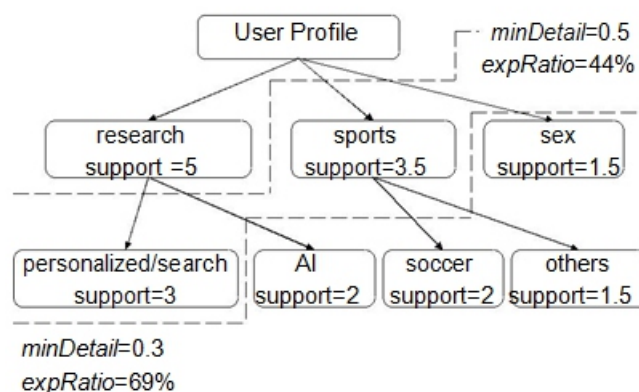 User Profile
minDetail=0.5
expRatio=44%
research
support =5
sports
support=3.5
sex
support=1.5
personalized/search
support=3
AI
support=2
soccer
support=2
others
support=1.5
minDetail=0.3
expRatio=69%